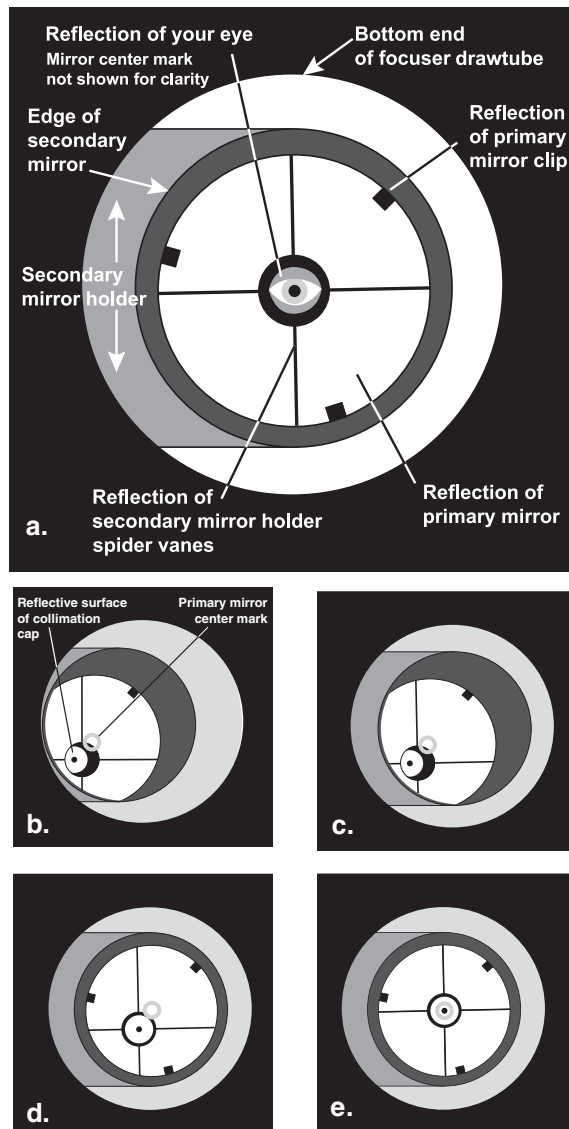 Reflection of your eye
Mirror center mark
not shown for clarity
Bottom end
of focuser drawtube
Edge of
secondary
mirror
Reflection
of primary
mirror clip
Secondary
mirror holder
Reflection of
secondary mirror holder
spider vanes
Reflection of
primary mirror
a.
Reflective surface
of collimation
cap
Primary mirror
center mark
b.
c.
d.
e.